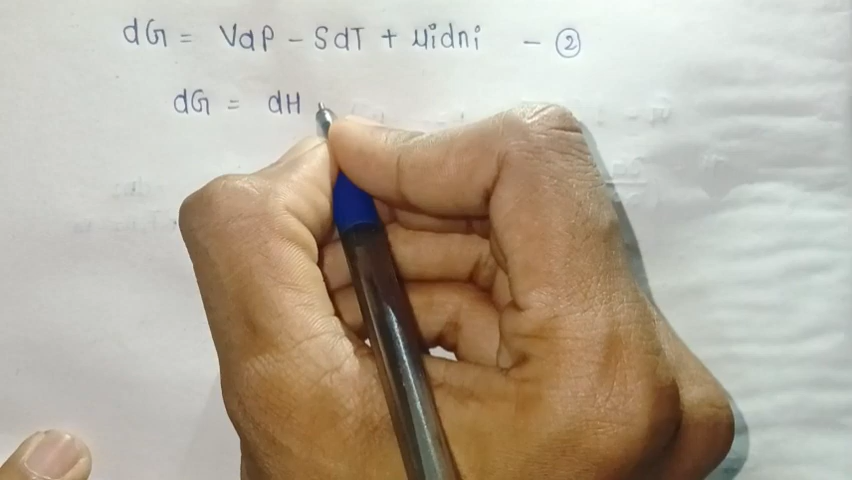 dG = VdP - SdT + μidni - ②
dG = dH